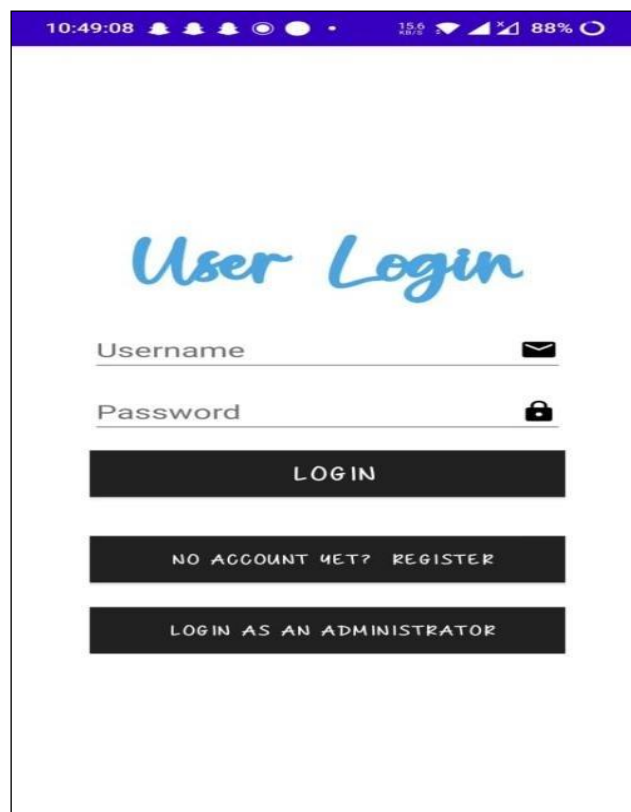 10:49:08 15.6 KB/S 88%
User Login
Username
Password
LOGIN
NO ACCOUNT YET? REGISTER
LOGIN AS AN ADMINISTRATOR